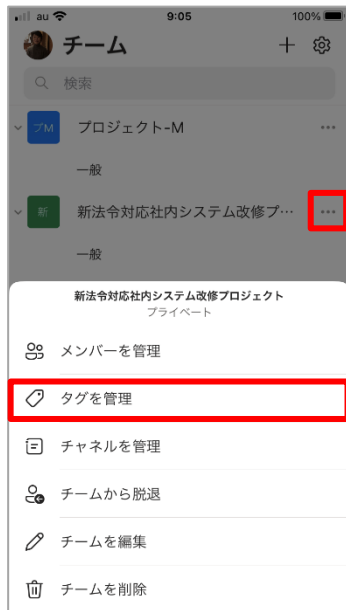 au 9:05 100%
チーム
検索
プM プロジェクト-M
一般
新 新法令対応社内システム改修プ…
一般
新法令対応社内システム改修プロジェクト
プライベート
メンバーを管理
タグを管理
チャネルを管理
チームから脱退
チームを編集
チームを削除